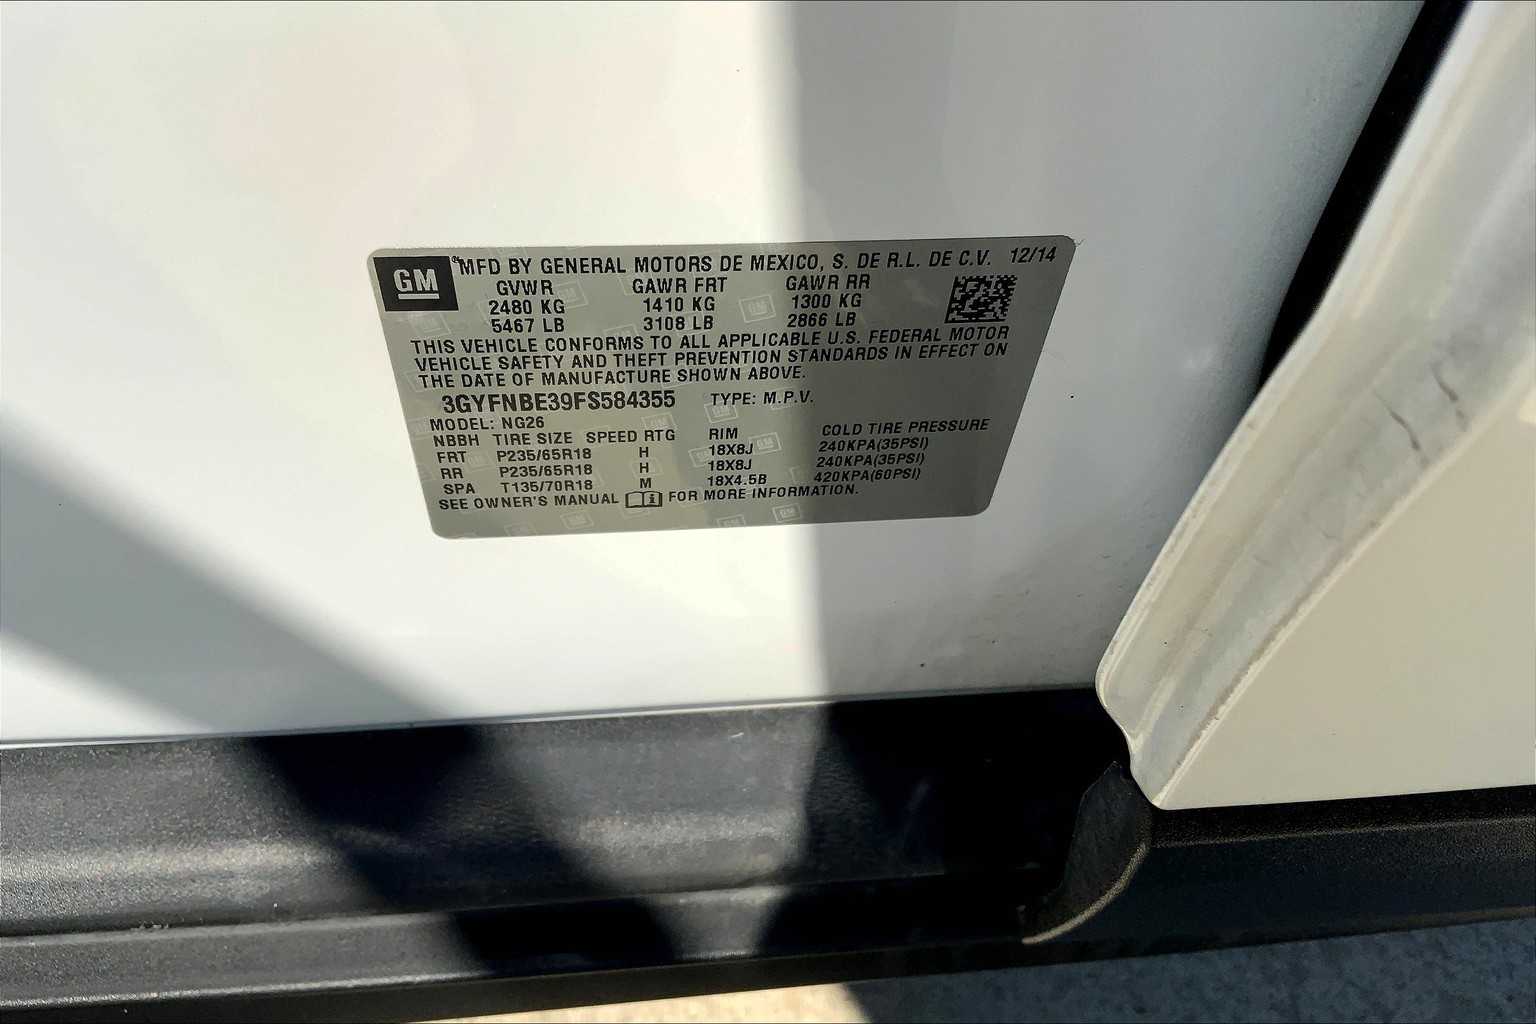 GM MFD BY GENERAL MOTORS DE MEXICO, S. DE R.L. DE C.V. 12/14
GVWR GAWR FRT GAWR RR
2480 KG 1410 KG 1300 KG
5467 LB 3108 LB 2866 LB
THIS VEHICLE CONFORMS TO ALL APPLICABLE U.S. FEDERAL MOTOR
VEHICLE SAFETY AND THEFT PREVENTION STANDARDS IN EFFECT ON
THE DATE OF MANUFACTURE SHOWN ABOVE.
3GYFNBE39FS584355 TYPE: M.P.V.
MODEL: NG26
NBBH TIRE SIZE SPEED RTG RIM COLD TIRE PRESSURE
FRT P235/65R18 H 18X8J 240KPA(35PSI)
RR P235/65R18 H 18X8J 240KPA(35PSI)
SPA T135/70R18 M 18X4.5B 420KPA(60PSI)
SEE OWNER'S MANUAL FOR MORE INFORMATION.